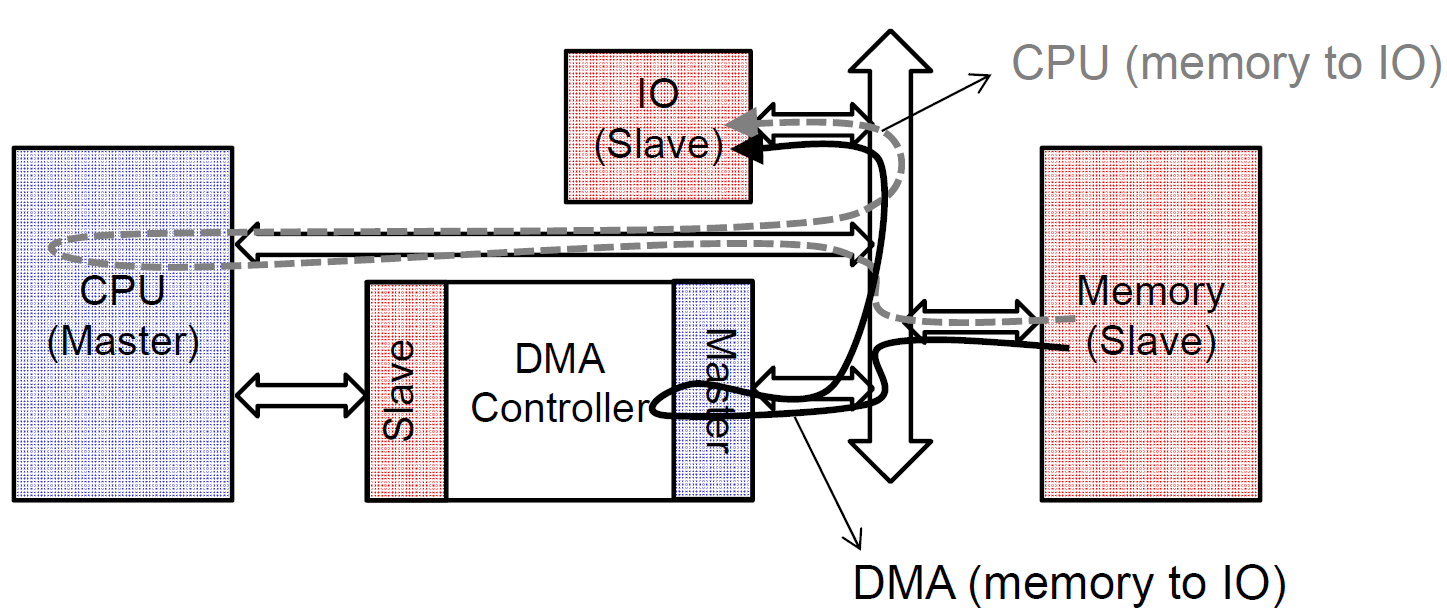 CPU (memory to IO)
IO
(Slave)
CPU
(Master)
Slave
DMA
Controller
Master
Memory
(Slave)
DMA (memory to IO)